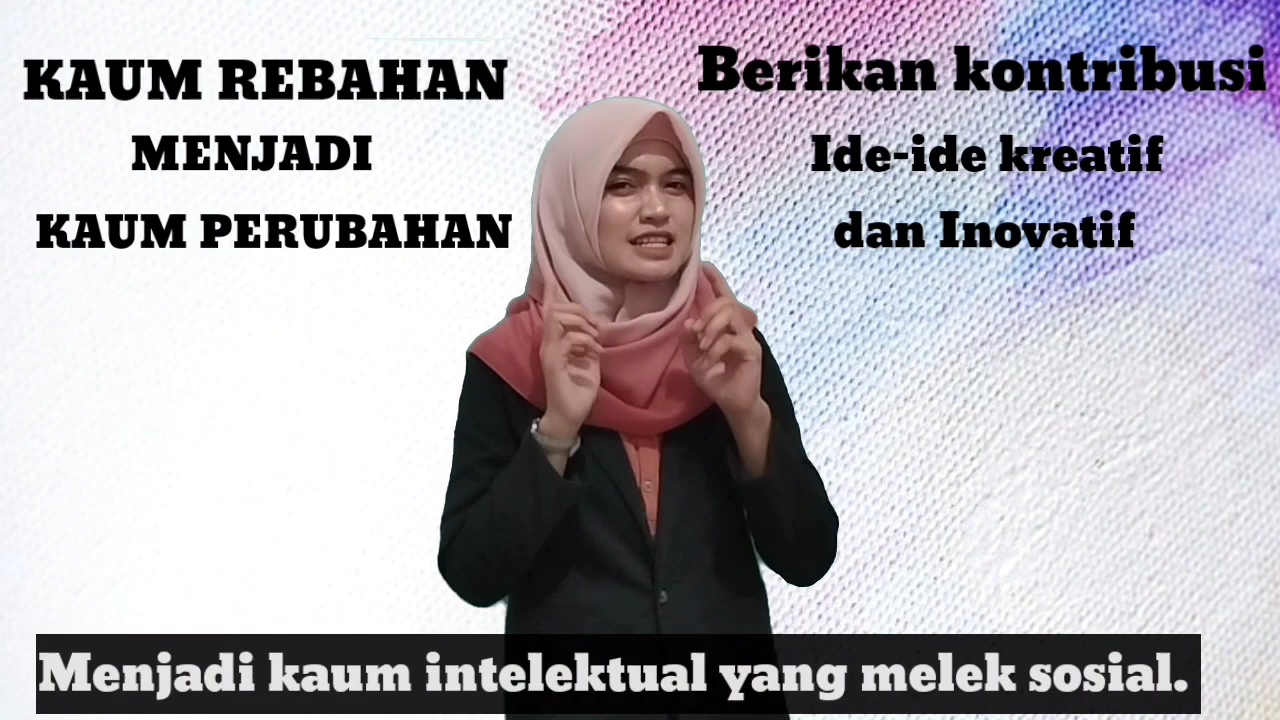 KAUM REBAHAN
MENJADI
KAUM PERUBAHAN
Berikan kontribusi
Ide-ide kreatif
dan Inovatif
Menjadi kaum intelektual yang melek sosial.